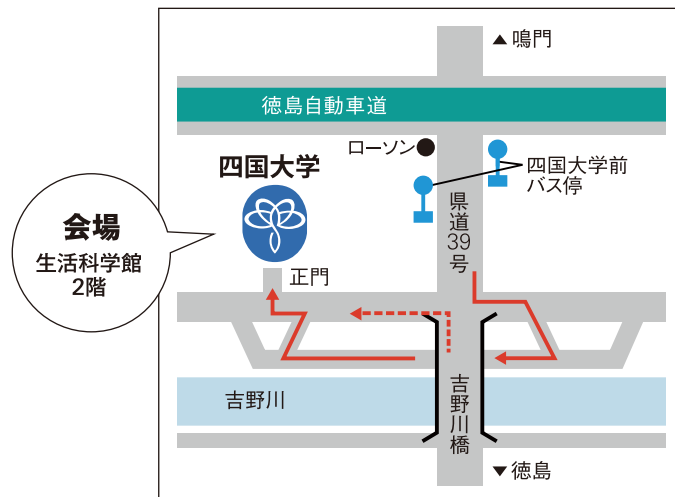 ▲鳴門
徳島自動車道
ローソン
四国大学前
バス停
四国大学
会場
生活科学館
2階
県道39号
正門
吉野川
吉野川橋
▼徳島